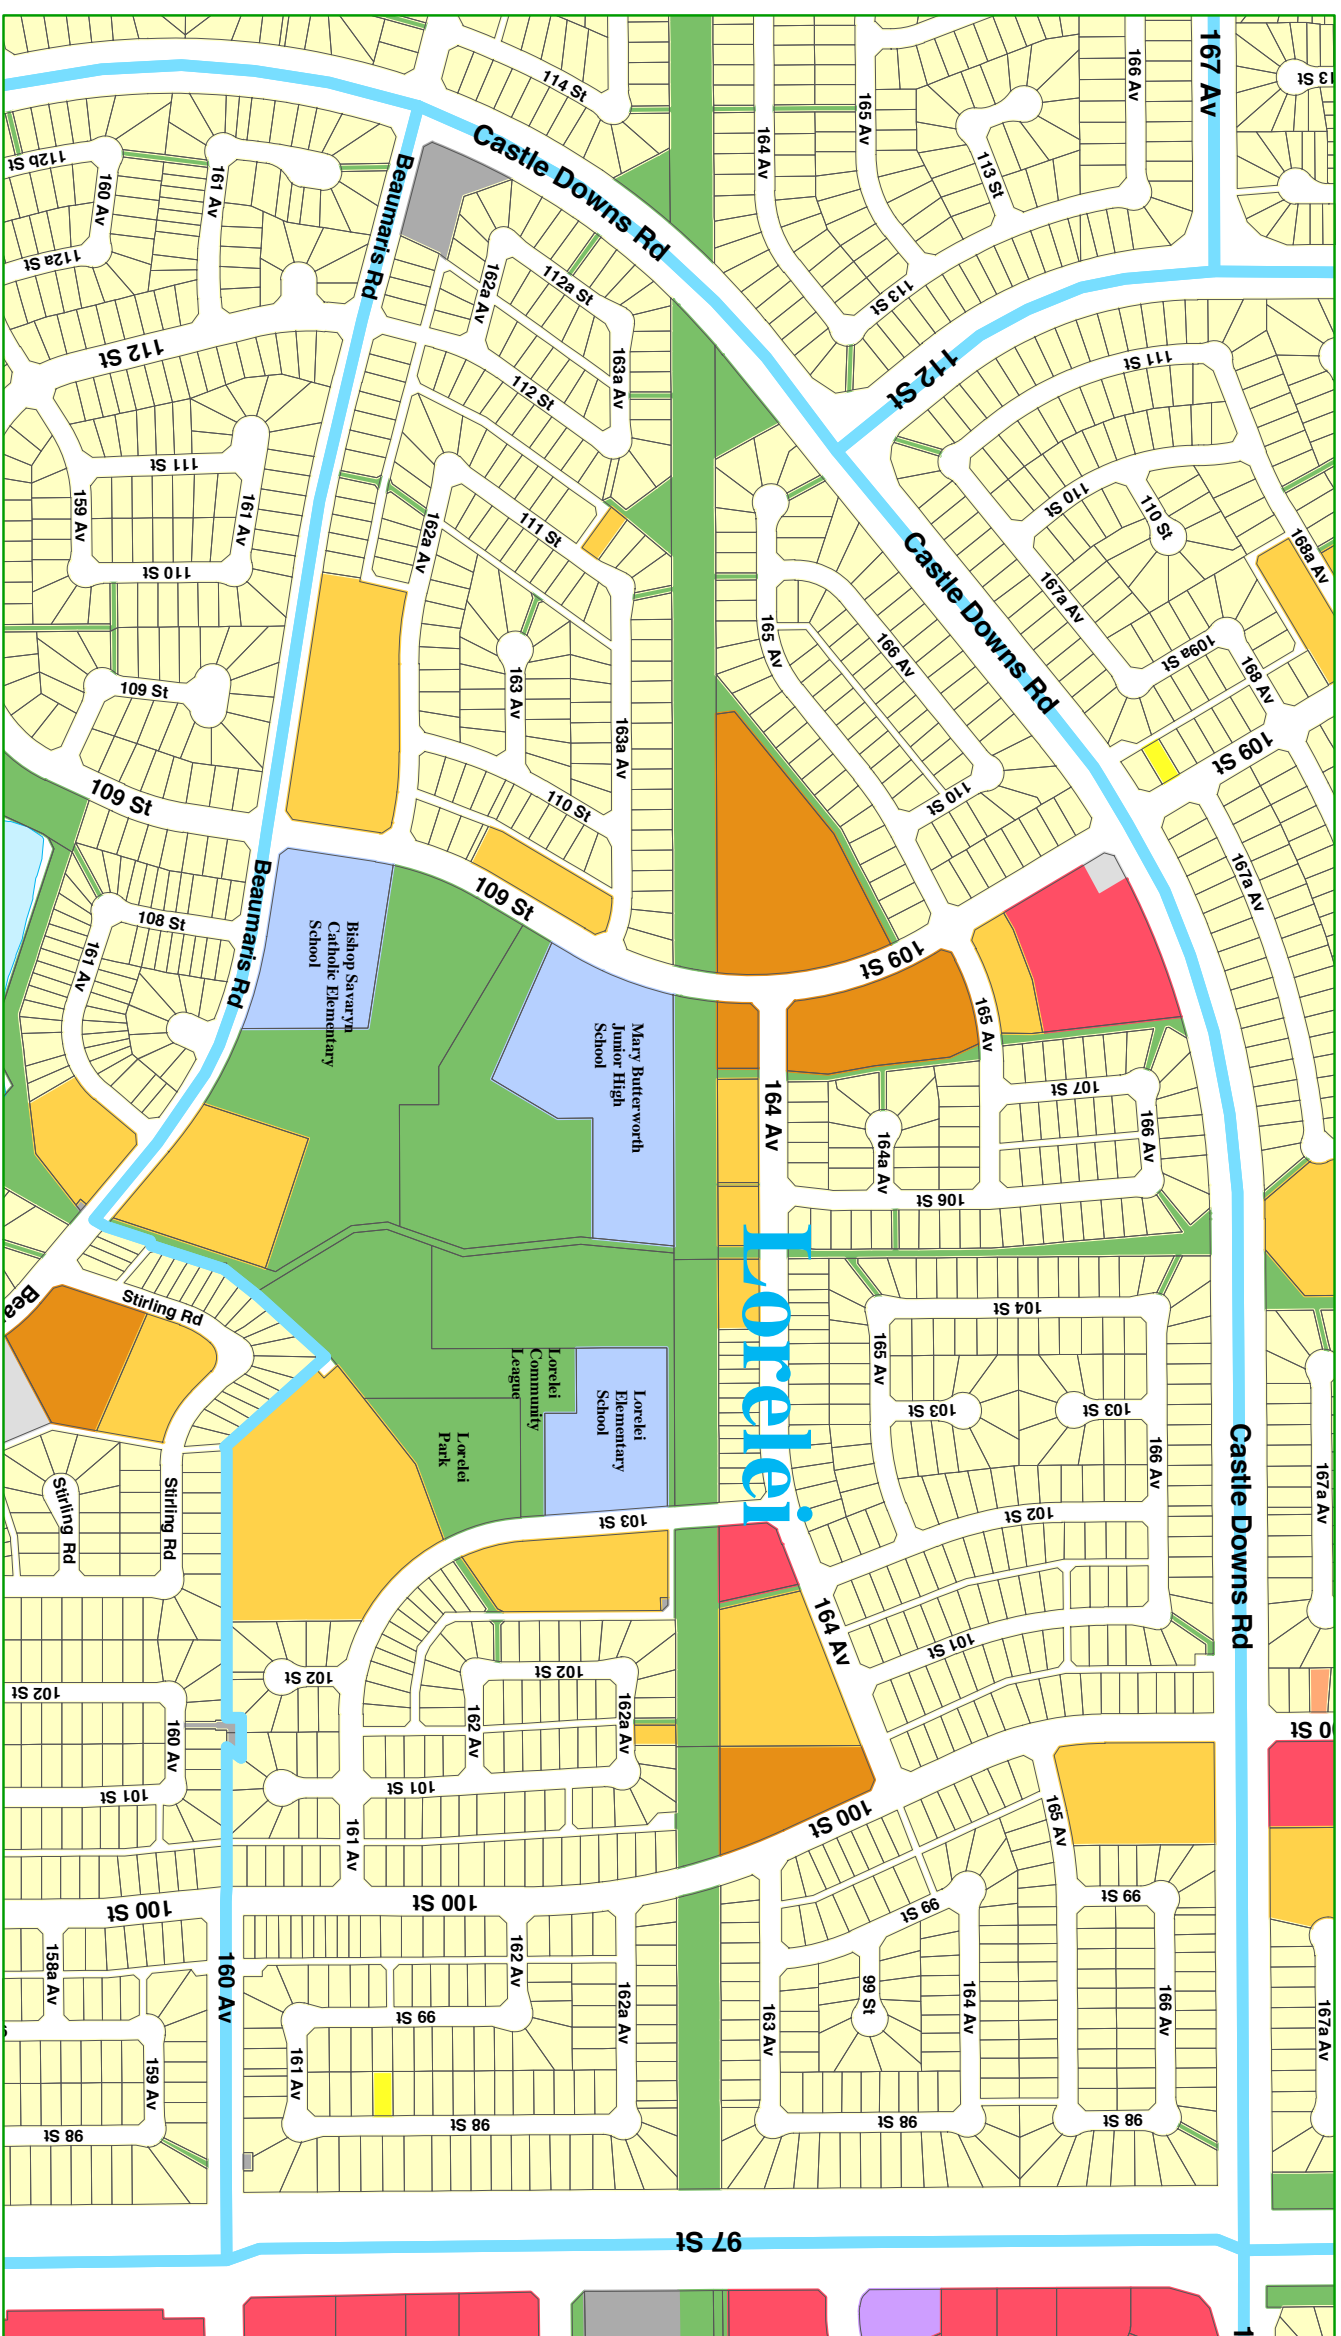 167 Av
166 Av
165 Av
164 Av
114 St
113 St
113 St
Castle Downs Rd
112b St
160 Av
161 Av
112a St
Beaumaris Rd
162a Av
112a St
113 St
112 St
112 St
163a Av
112 St
111 St
111 St
159 Av
161 Av
110 St
162a Av
111 St
110 St
110 St
168a Av
Castle Downs Rd
167a Av
165 Av
166 Av
109a St
168 Av
109 St
163 Av
163a Av
109 St
110 St
110 St
109 St
167a Av
Beaumaris Rd
108 St
161 Av
109 St
109 St
Bishop Savaryn
Catholic Elementary
School
Mary Butterworth
Junior High
School
165 Av
107 St
166 Av
164 Av
164a Av
106 St
Lorelei
Stirling Rd
Bea
104 St
165 Av
103 St
103 St
166 Av
Lorelei
Community
League
Lorelei
Elementary
School
Lorelei
Park
Castle Downs Rd
167a Av
Stirling Rd
Stirling Rd
103 St
102 St
164 Av
101 St
102 St
102 St
102 St
160 Av
162 Av
162a Av
101 St
101 St
161 Av
100 St
165 Av
0 St
100 St
100 St
99 St
99 St
158a Av
160 Av
162 Av
99 St
162a Av
163 Av
99 St
164 Av
166 Av
167a Av
159 Av
161 Av
98 St
98 St
98 St
98 St
97 St